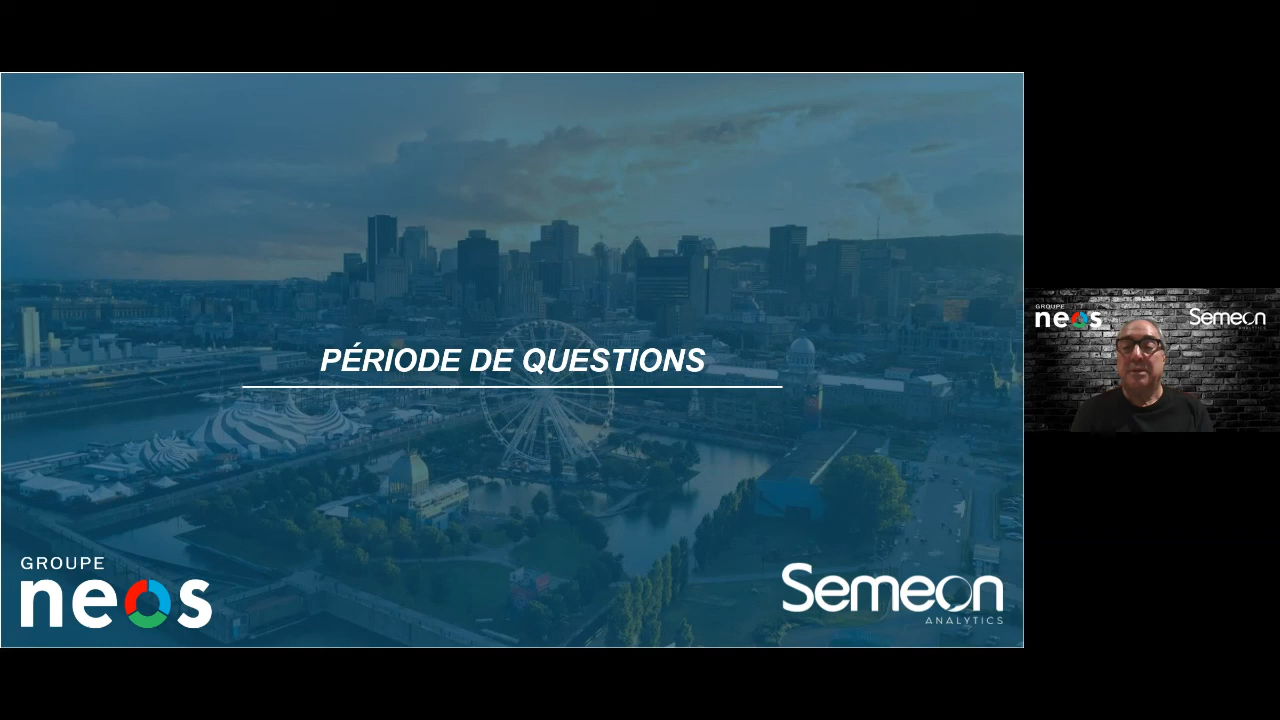 PÉRIODE DE QUESTIONS
GROUPE
neos
Semeon
ANALYTICS
GROUPE
neos
Semeon